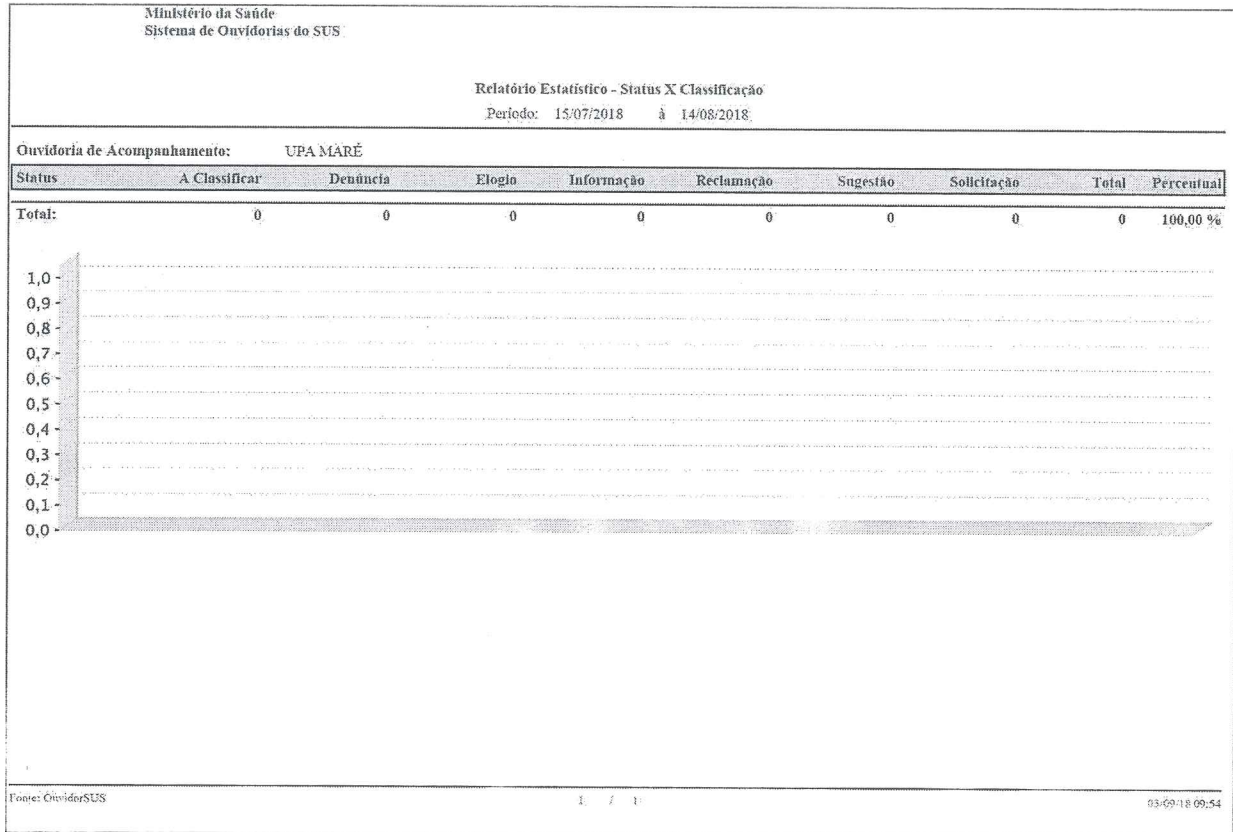 Ministério da Saúde
Sistema de Ouvidorias do SUS
Relatório Estatístico - Status X Classificação
Período: 15/07/2018 à 14/08/2018
Ouvidoria de Acompanhamento: UPA MARÉ
Status A Classificar Denúncia Elogio Informação Reclamação Sugestão Solicitação Total Percentual
Total: 0 0 0 0 0 0 0 0 100,00 %
1,0
0,9
0,8
0,7
0,6
0,5
0,4
0,3
0,2
0,1
0,0
Fonte: OuvidorSUS 1 / 1 03/09/18 09:54